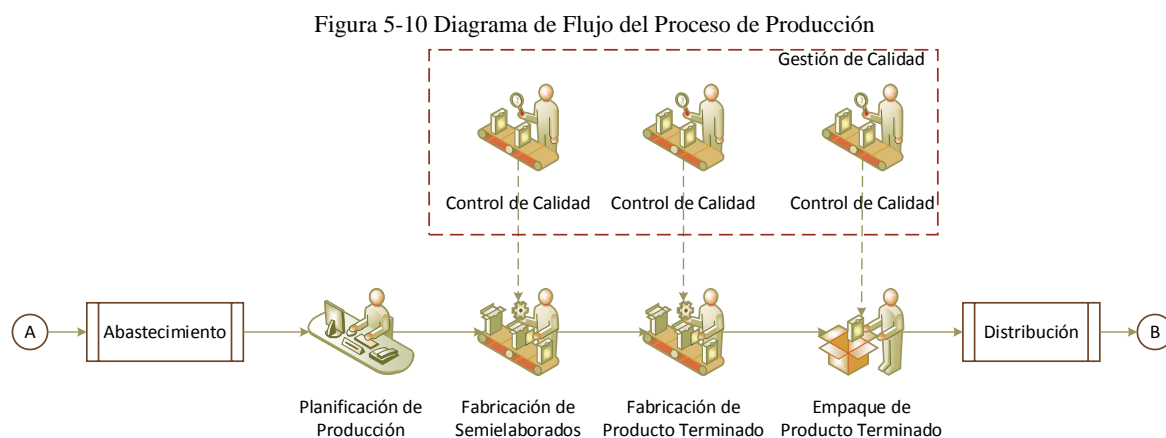 Figura 5-10 Diagrama de Flujo del Proceso de Producción
Gestión de Calidad
Control de Calidad
Control de Calidad
Control de Calidad
A
Abastecimiento
Distribución
B
Planificación de
Producción
Fabricación de
Semielaborados
Fabricación de
Producto Terminado
Empaque de
Producto Terminado